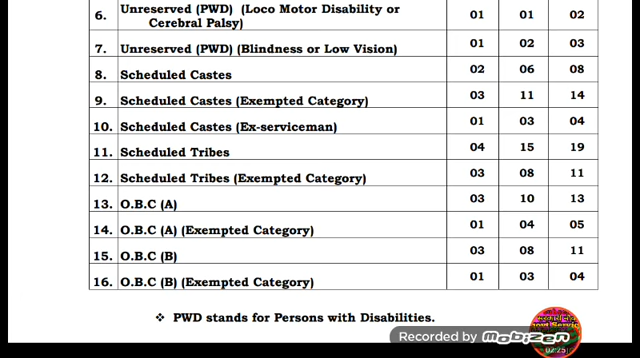 6. Unreserved (PWD) (Loco Motor Disability or Cerebral Palsy) 01 01 02
7. Unreserved (PWD) (Blindness or Low Vision) 01 02 03
8. Scheduled Castes 02 06 08
9. Scheduled Castes (Exempted Category) 03 11 14
10. Scheduled Castes (Ex-serviceman) 01 03 04
11. Scheduled Tribes 04 15 19
12. Scheduled Tribes (Exempted Category) 03 08 11
13. O.B.C (A) 03 10 13
14. O.B.C (A) (Exempted Category) 01 04 05
15. O.B.C (B) 03 08 11
16. O.B.C (B) (Exempted Category) 01 03 04
❖ PWD stands for Persons with Disabilities.
Recorded by Mobizen
02:25